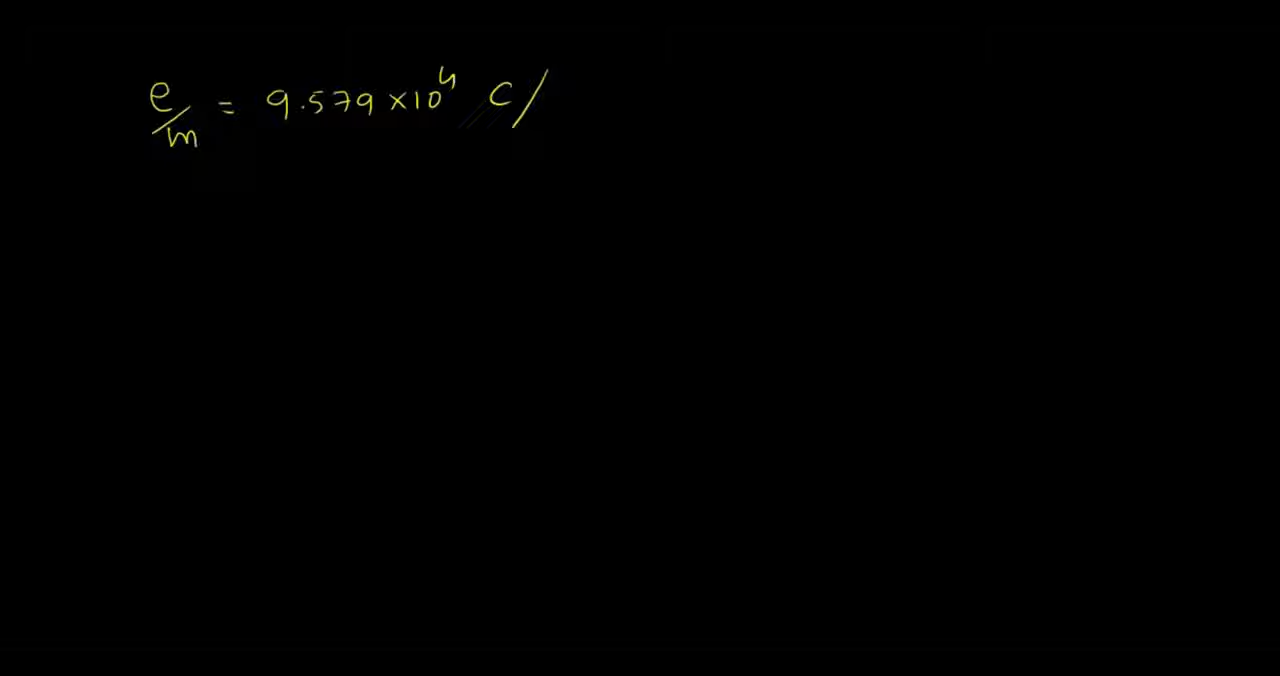 e/m = 9.579 ×10⁴ C/